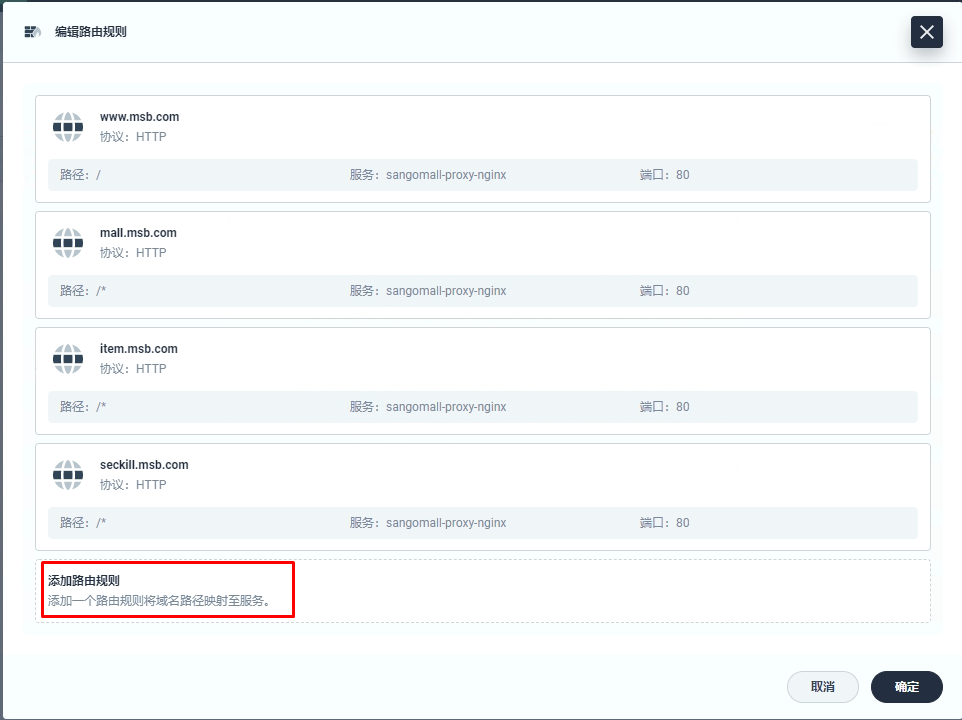 编辑路由规则
www.msb.com
协议：HTTP
路径：/ 服务：sangomall-proxy-nginx 端口：80
mall.msb.com
协议：HTTP
路径：/* 服务：sangomall-proxy-nginx 端口：80
item.msb.com
协议：HTTP
路径：/* 服务：sangomall-proxy-nginx 端口：80
seckill.msb.com
协议：HTTP
路径：/* 服务：sangomall-proxy-nginx 端口：80
添加路由规则
添加一个路由规则将域名路径映射至服务。
取消 确定